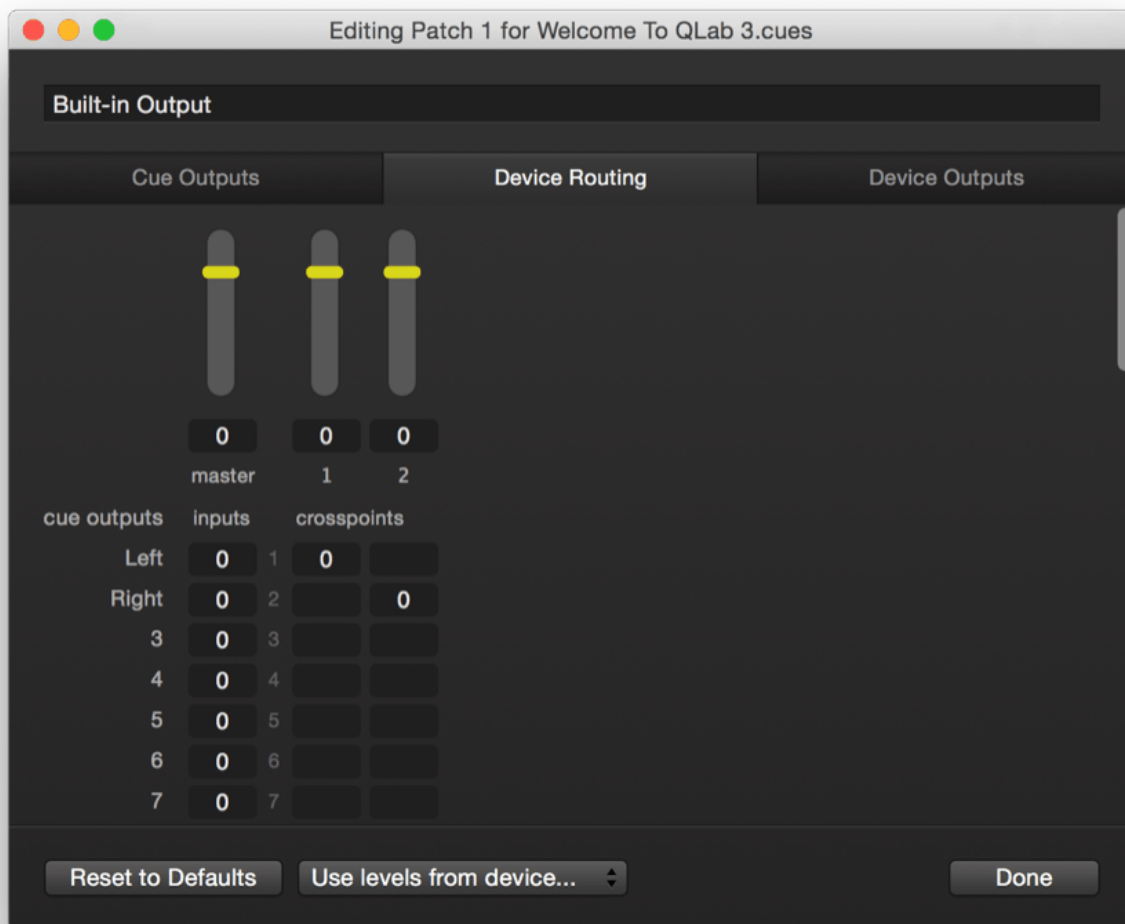 Editing Patch 1 for Welcome To QLab 3.cues
Built-in Output
Cue Outputs Device Routing Device Outputs
0 0 0
master 1 2
cue outputs inputs crosspoints
Left 0 1 0
Right 0 2 0
3 0 3
4 0 4
5 0 5
6 0 6
7 0 7
Reset to Defaults Use levels from device... Done